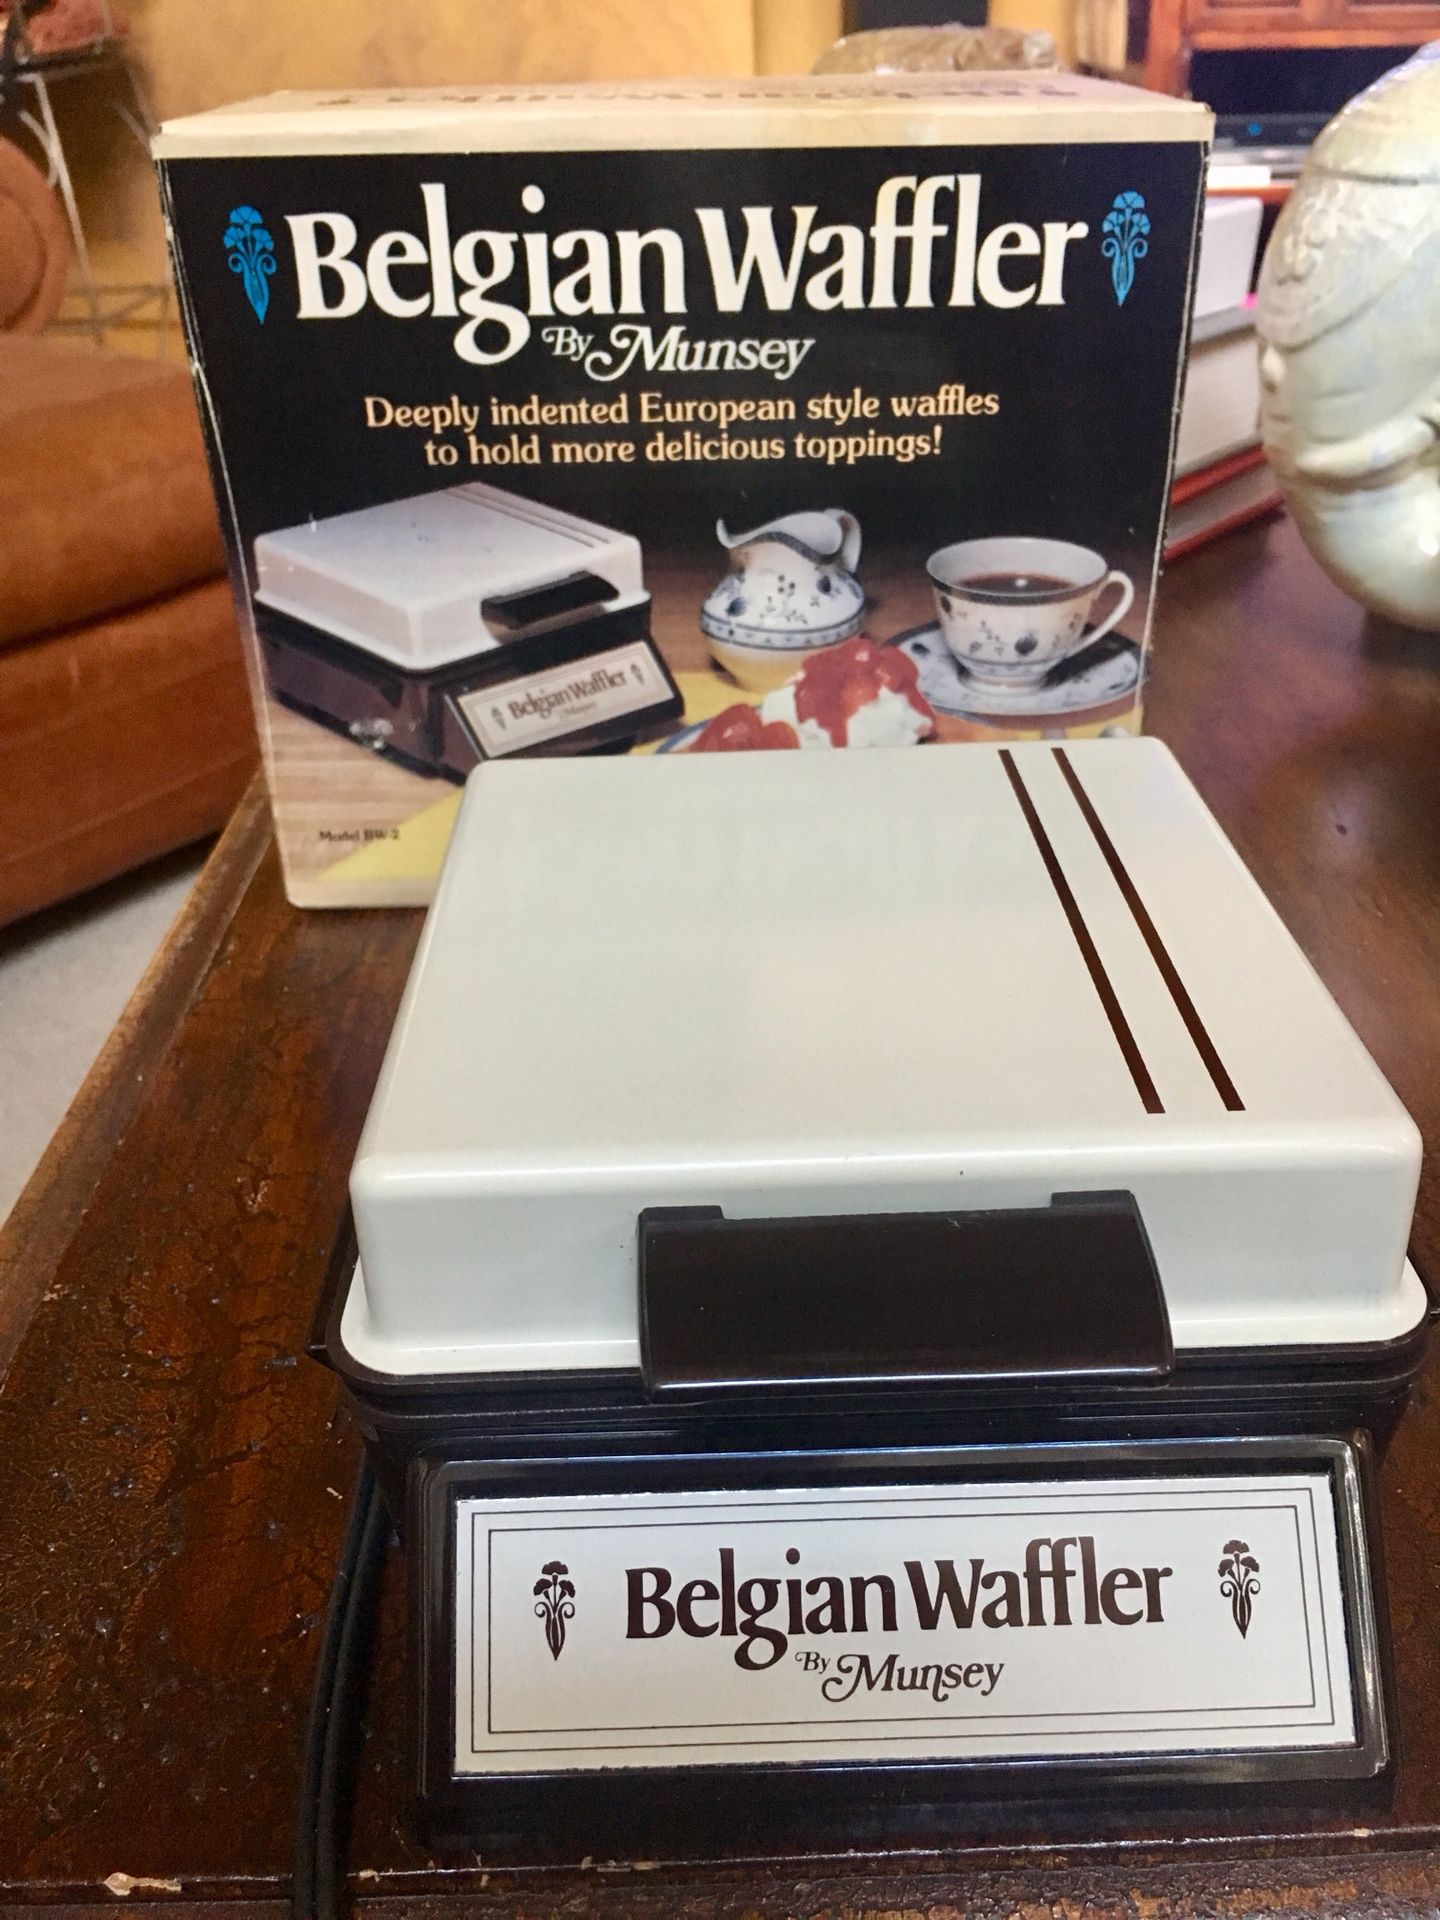 Belgian Waffler
By Munsey
Deeply indented European style waffles
to hold more delicious toppings!
Belgian Waffler
Munsey
Model BW-2
Belgian Waffler
By Munsey